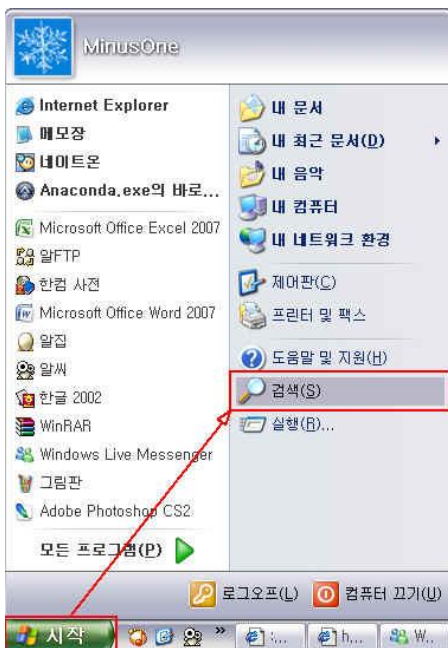 MinusOne
Internet Explorer
메모장
네이트온
Anaconda.exe의 바로...
Microsoft Office Excel 2007
알FTP
한컴 사전
Microsoft Office Word 2007
알집
알씨
한글 2002
WinRAR
Windows Live Messenger
그림판
Adobe Photoshop CS2
모든 프로그램(P)
내 문서
내 최근 문서(D)
내 음악
내 컴퓨터
내 네트워크 환경
제어판(C)
프린터 및 팩스
도움말 및 지원(H)
검색(S)
실행(R)...
로그오프(L)
컴퓨터 끄기(U)
시작
» :...
h...
W..